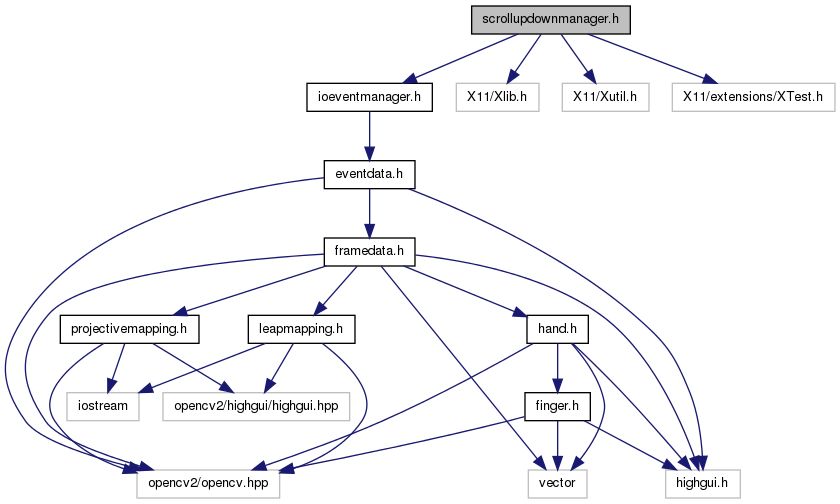 scrollupdownmanager.h
ioeventmanager.h
X11/Xlib.h
X11/Xutil.h
X11/extensions/XTest.h
eventdata.h
framedata.h
projectivemapping.h
leapmapping.h
hand.h
iostream
opencv2/highgui/highgui.hpp
finger.h
opencv2/opencv.hpp
vector
highgui.h